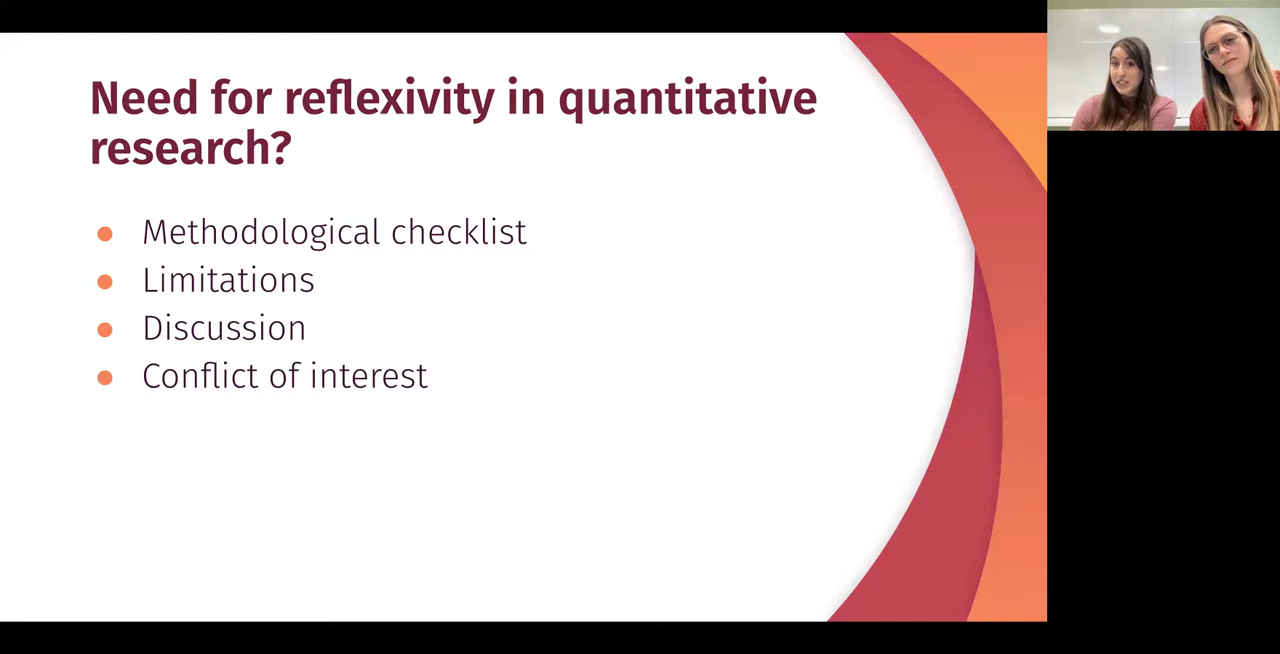 Need for reflexivity in quantitative
research?
● Methodological checklist
● Limitations
● Discussion
● Conflict of interest